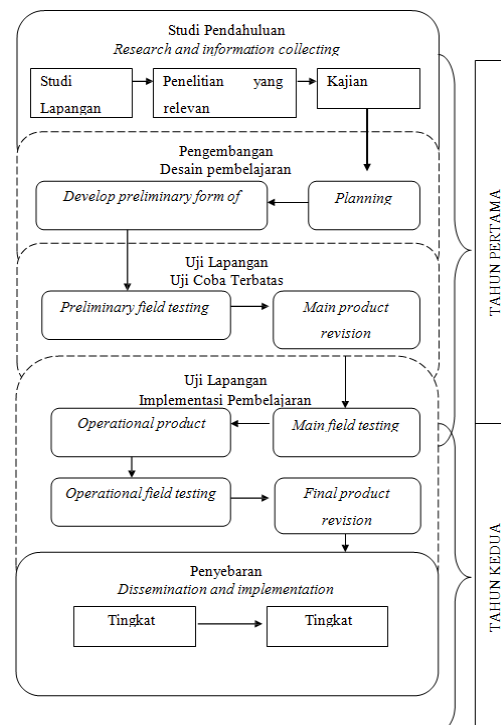 Studi Pendahuluan
Research and information collecting
Studi
Lapangan
Penelitian yang
relevan
Kajian
Pengembangan
Desain pembelajaran
Develop preliminary form of
Planning
Uji Lapangan
Uji Coba Terbatas
Preliminary field testing
Main product
revision
Uji Lapangan
Implementasi Pembelajaran
Operational product
Main field testing
Operational field testing
Final product
revision
Penyebaran
Dissemination and implementation
Tingkat
Tingkat
TAHUN PERTAMA
TAHUN KEDUA